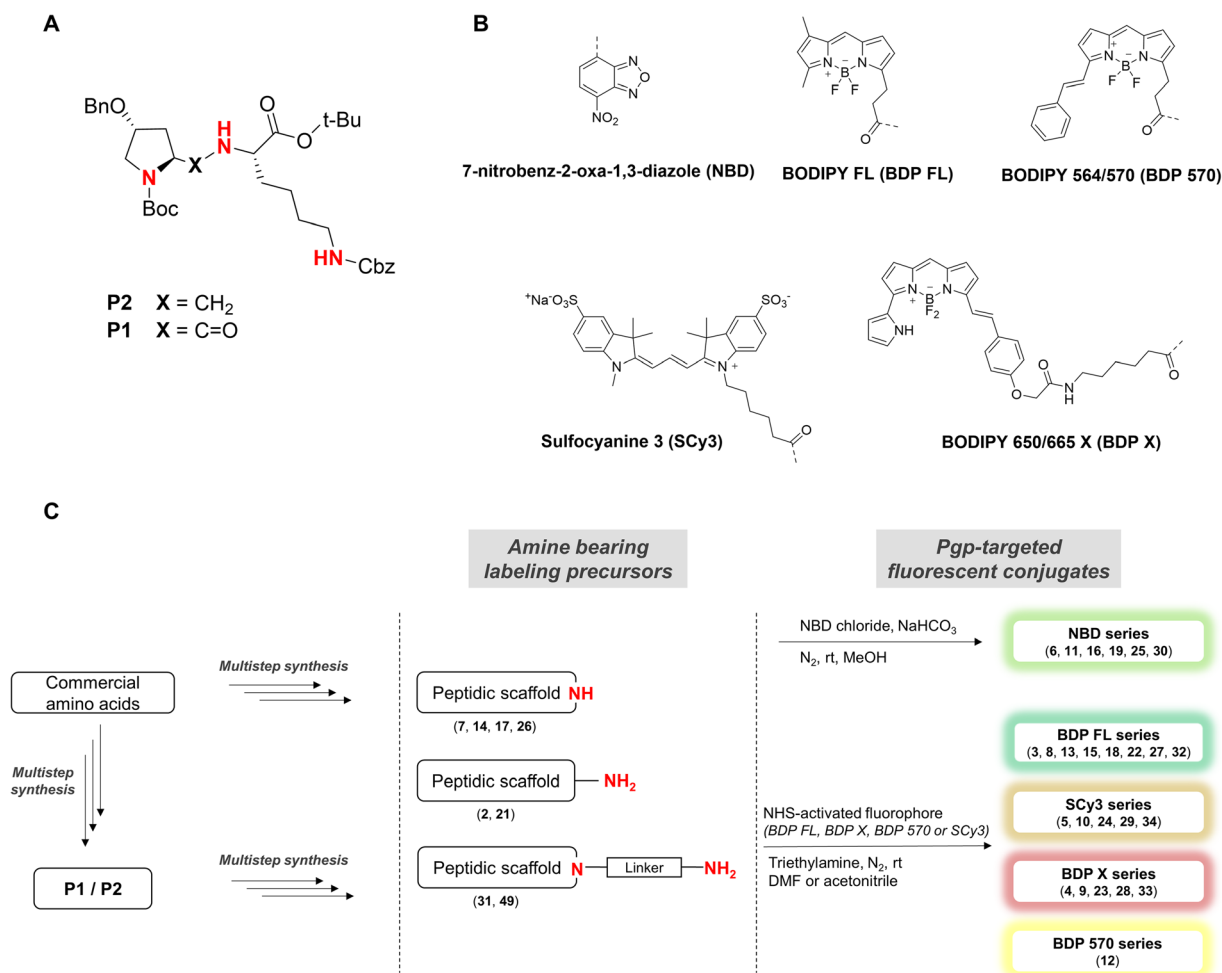 A
BnO
N
Boc
X
H
N
O
O
t-Bu
HN
Cbz
P2 X = CH2
P1 X = C=O
B
N
O
N
NO2
7-nitrobenz-2-oxa-1,3-diazole (NBD)
N
+
B
−
N
F
F
O
BODIPY FL (BDP FL)
N
+
B
−
N
F
F
O
BODIPY 564/570 (BDP 570)
+Na-O3S
SO3-
N
N
+
O
Sulfocyanine 3 (SCy3)
N
+
B
−
N
F2
NH
O
O
N
H
O
BODIPY 650/665 X (BDP X)
C
Amine bearing
labeling precursors
Pgp-targeted
fluorescent conjugates
Commercial
amino acids
Multistep synthesis
Multistep
synthesis
P1 / P2
Multistep synthesis
Peptidic scaffold NH
(7, 14, 17, 26)
Peptidic scaffold NH2
(2, 21)
Peptidic scaffold N Linker NH2
(31, 49)
NBD chloride, NaHCO3
N2, rt, MeOH
NHS-activated fluorophore
(BDP FL, BDP X, BDP 570 or SCy3)
Triethylamine, N2, rt
DMF or acetonitrile
NBD series
(6, 11, 16, 19, 25, 30)
BDP FL series
(3, 8, 13, 15, 18, 22, 27, 32)
SCy3 series
(5, 10, 24, 29, 34)
BDP X series
(4, 9, 23, 28, 33)
BDP 570 series
(12)